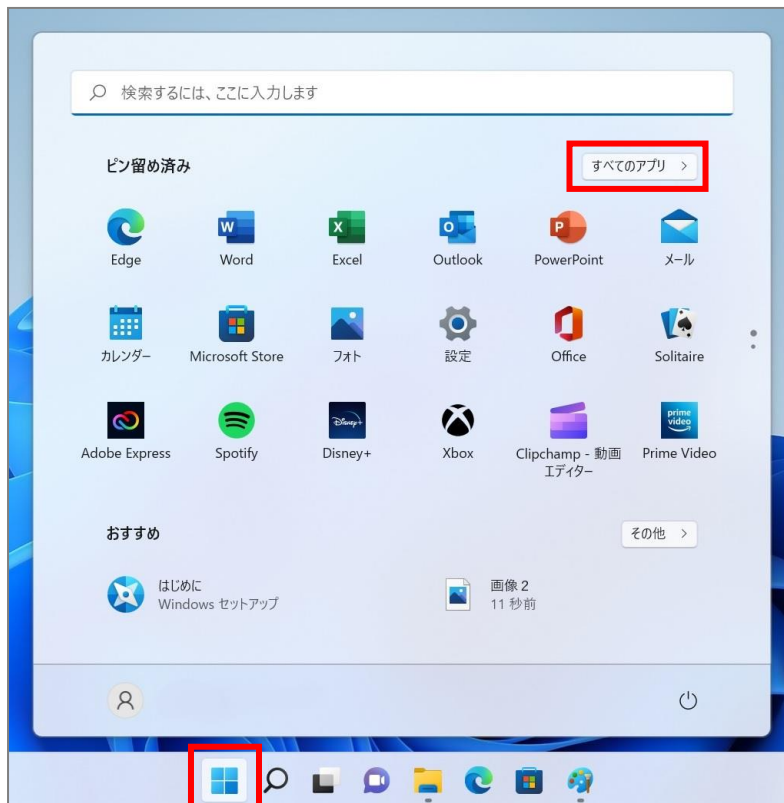 検索するには、ここに入力します
ピン留め済み
すべてのアプリ >
Edge
Word
Excel
Outlook
PowerPoint
メール
カレンダー
Microsoft Store
フォト
設定
Office
Solitaire
Adobe Express
Spotify
Disney+
Xbox
Clipchamp - 動画
エディター
Prime Video
おすすめ
その他 >
はじめに
Windows セットアップ
画像 2
11 秒前